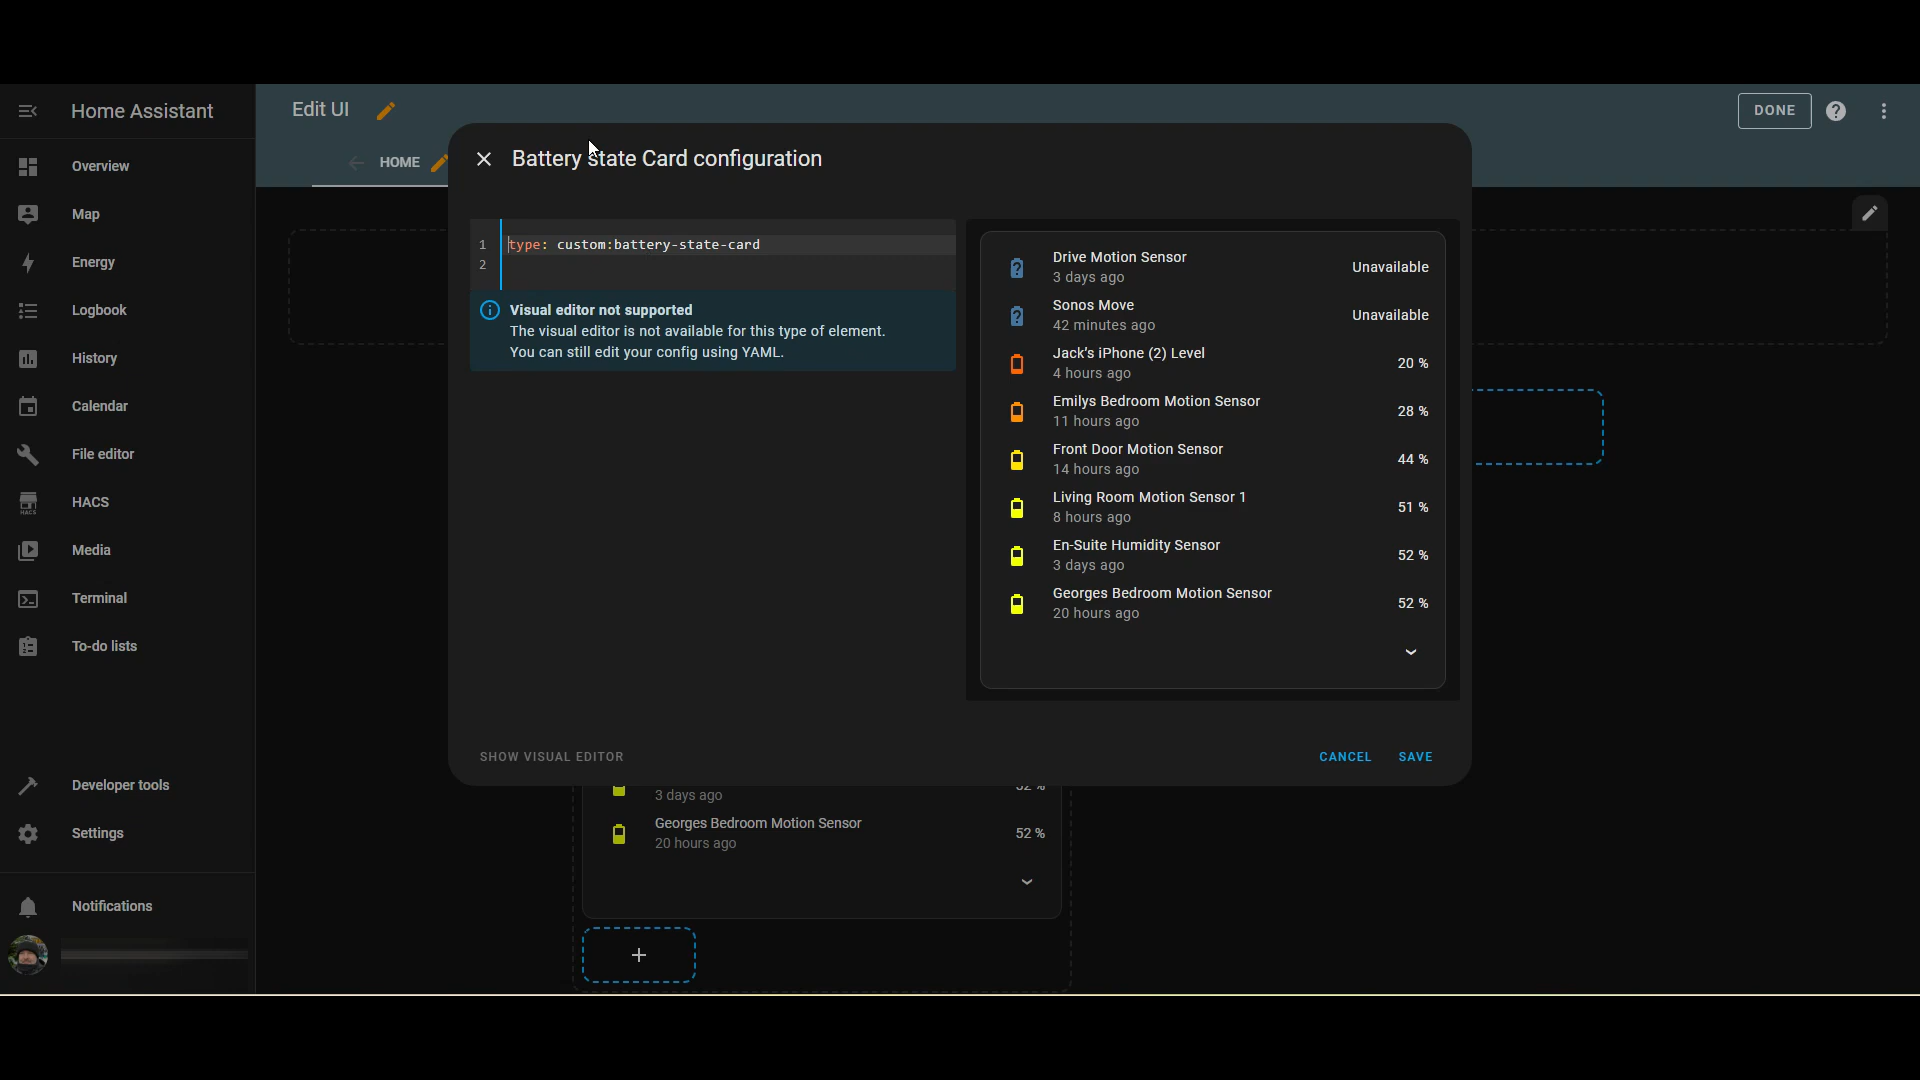 Home Assistant
Overview
Map
Energy
Logbook
History
Calendar
File editor
HACS
HACS
Media
Terminal
To-do lists
Developer tools
Settings
Notifications
Edit UI
DONE
HOME
Battery state Card configuration
1 type: custom:battery-state-card
2
Visual editor not supported
The visual editor is not available for this type of element.
You can still edit your config using YAML.
Drive Motion Sensor
3 days ago
Unavailable
Sonos Move
42 minutes ago
Unavailable
Jack's iPhone (2) Level
4 hours ago
20 %
Emilys Bedroom Motion Sensor
11 hours ago
28 %
Front Door Motion Sensor
14 hours ago
44 %
Living Room Motion Sensor 1
8 hours ago
51 %
En-Suite Humidity Sensor
3 days ago
52 %
Georges Bedroom Motion Sensor
20 hours ago
52 %
SHOW VISUAL EDITOR
CANCEL
SAVE
3 days ago
52 %
Georges Bedroom Motion Sensor
20 hours ago
52 %